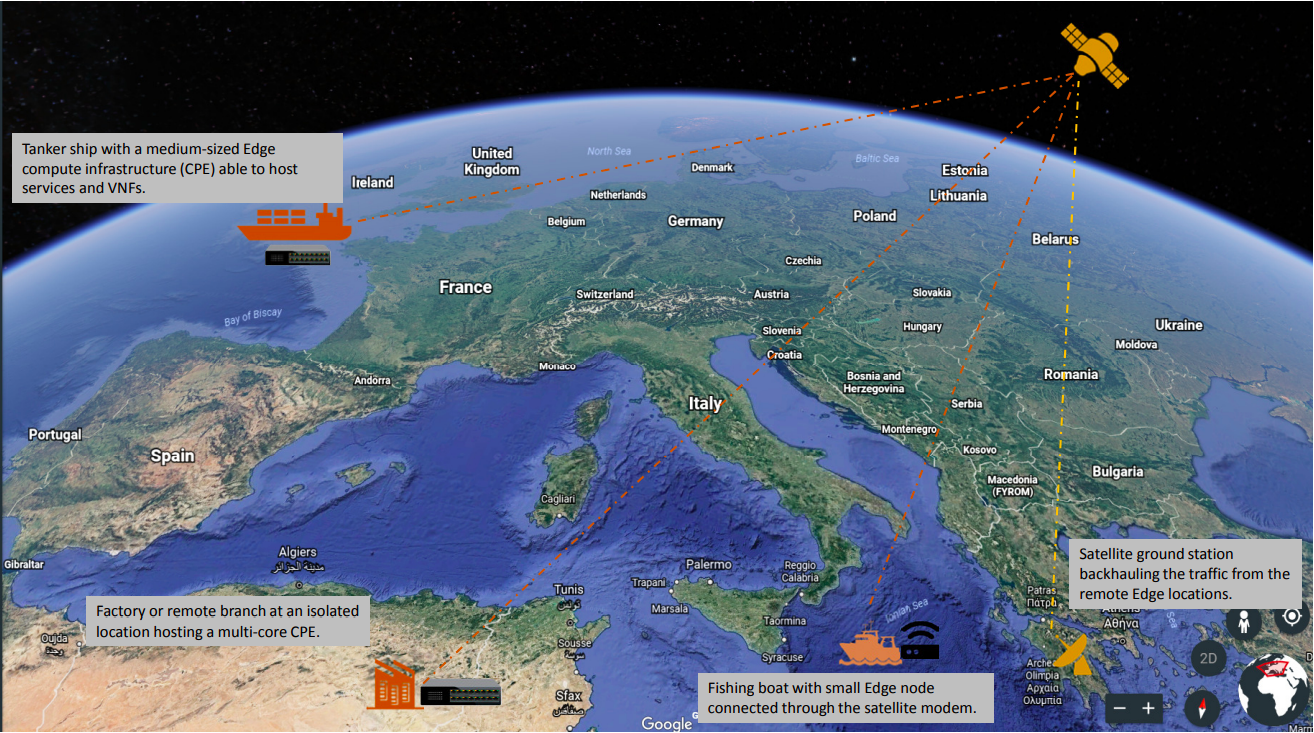 Tanker ship with a medium-sized Edge
compute infrastructure (CPE) able to host
services and VNFs.
United
Kingdom
North Sea
Denmark
Baltic Sea
Estonia
Ireland
Netherlands
Lithuania
Belgium
Germany
Poland
Belarus
Czechia
France
Switzerland
Austria
Slovakia
Bay of Biscay
Slovenia
Hungary
Ukraine
Moldova
Croatia
Monaco
Andorra
Bosnia and
Herzegovina
Romania
Italy
Serbia
Portugal
Montenegro
Spain
Kosovo
Bulgaria
Macedonia
(FYROM)
Cagliari
Gibraltar
Algiers
مدينة الجزائر
Satellite ground station
backhauling the traffic from the
remote Edge locations.
Palermo
Reggio
Calabria
Trapani
Tunis
تونس
Marsala
Patras
Πάτρα
Factory or remote branch at an isolated
location hosting a multi-core CPE.
Ionian Sea
Athens
Αθήνα
Sea
Taormina
Oujda
وجدة
Sousse
سوسة
Syracuse
2D
Archea
Olimpia
Αρχαία
Ολυμπία
Fishing boat with small Edge node
connected through the satellite modem.
Sfax
صفاقس
Google